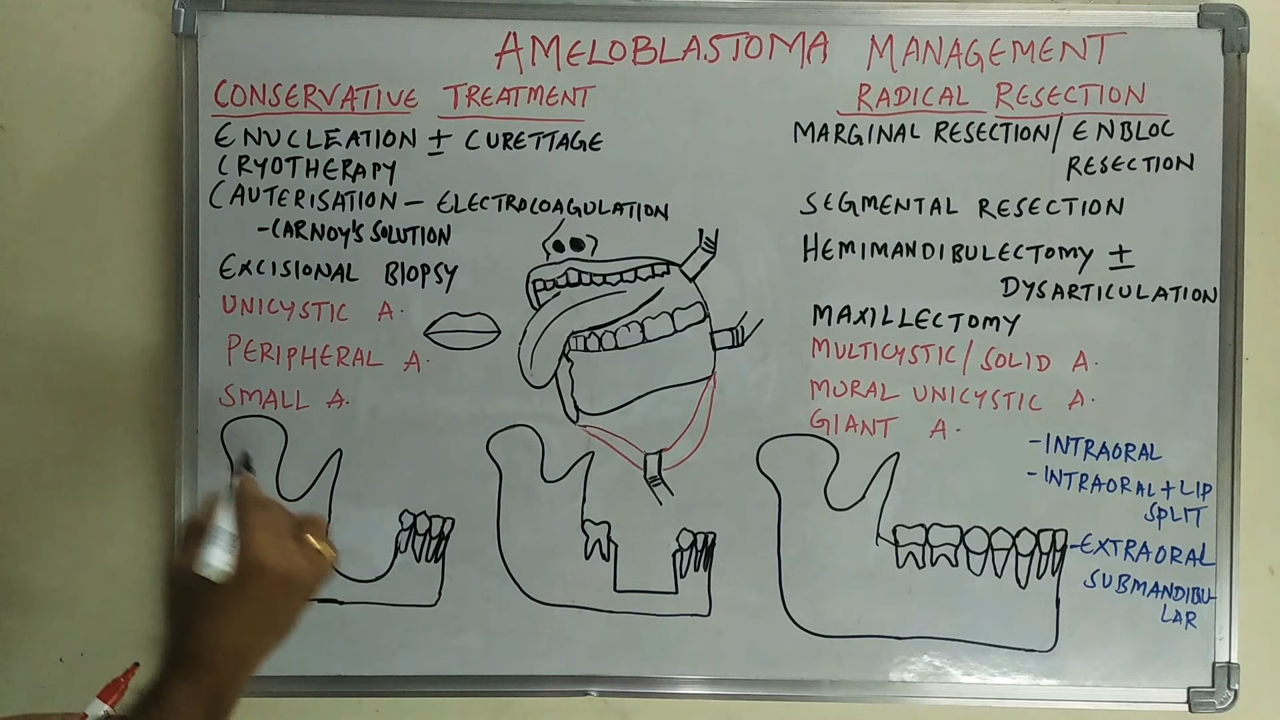 AMELOBLASTOMA MANAGEMENT
CONSERVATIVE TREATMENT
ENUCLEATION ± CURETTAGE
CRYOTHERAPY
CAUTERISATION - ELECTROCOAGULATION
-CARNOY'S SOLUTION
EXCISIONAL BIOPSY
UNICYSTIC A.
PERIPHERAL A.
SMALL A.
RADICAL RESECTION
MARGINAL RESECTION/ENBLOC
RESECTION
SEGMENTAL RESECTION
HEMIMANDIBULECTOMY ±
DYSARTICULATION
MAXILLECTOMY
MULTICYSTIC/SOLID A.
MURAL UNICYSTIC A.
GIANT A.
-INTRAORAL
-INTRAORAL+LIP
SPLIT
-EXTRAORAL
SUBMANDIBU-
LAR